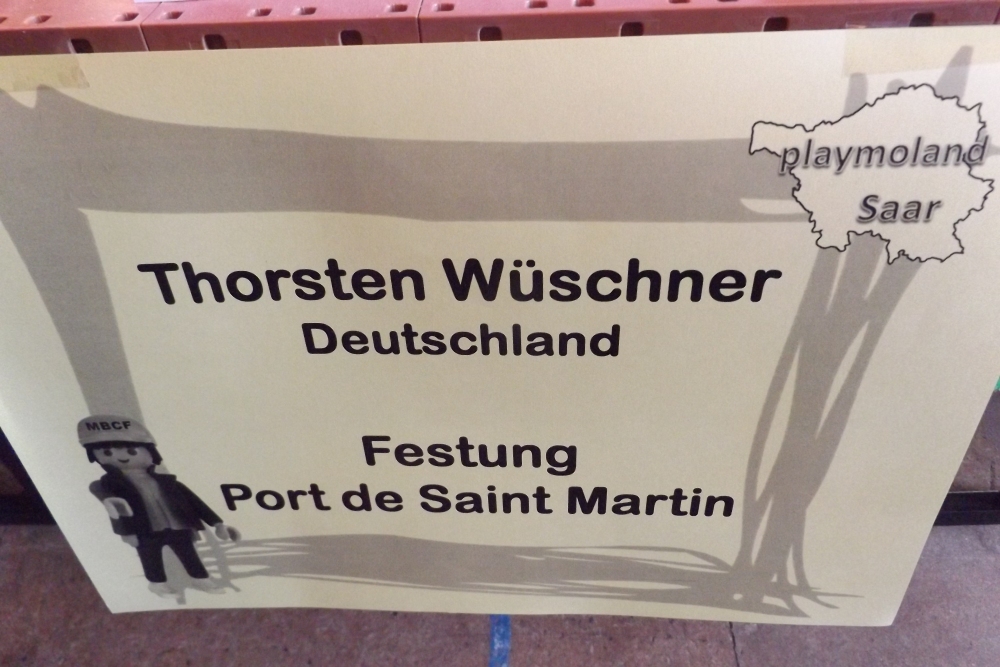 playmoland
Saar
Thorsten Wüschner
Deutschland
MBCF
Festung
Port de Saint Martin